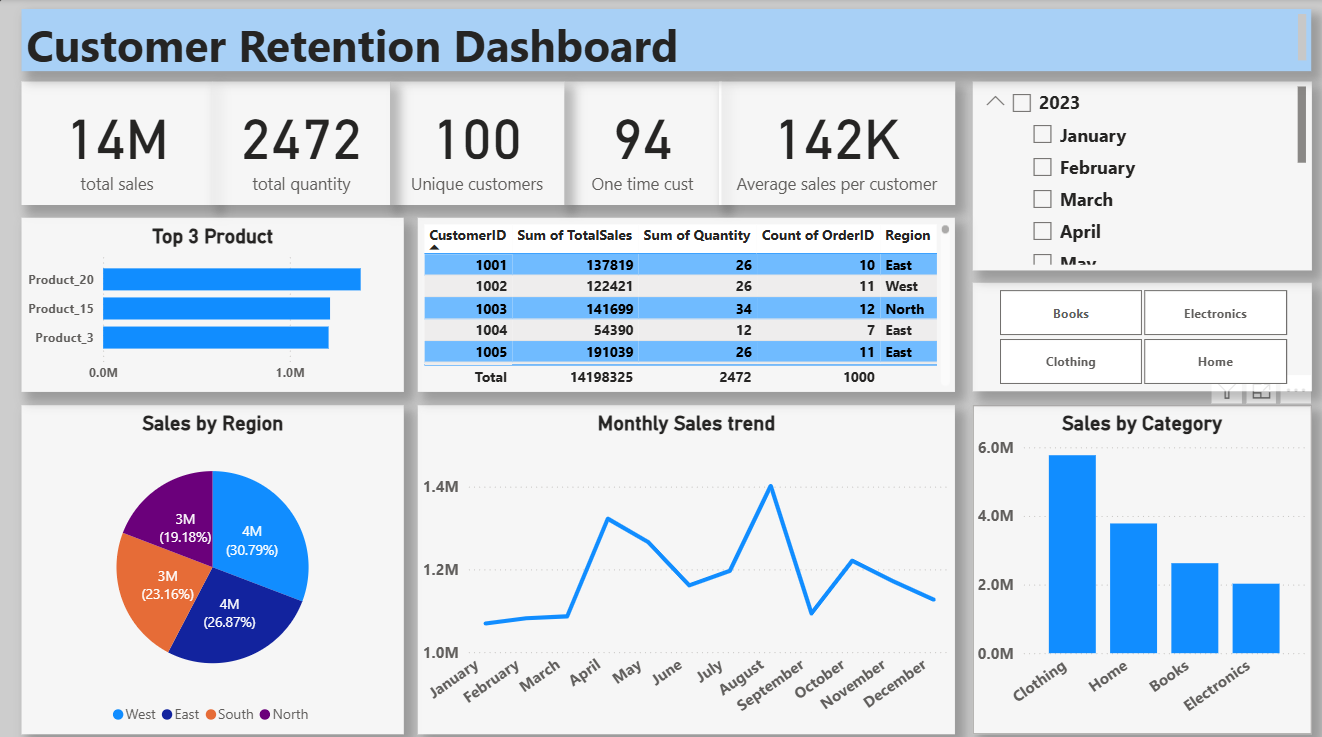 Customer Retention Dashboard
14M
total sales
2472
total quantity
100
Unique customers
94
One time cust
142K
Average sales per customer
2023
January
February
March
April
May
Top 3 Product
Product_20
Product_15
Product_3
0.0M 1.0M
CustomerID Sum of TotalSales Sum of Quantity Count of OrderID Region
1001 137819 26 10 East
1002 122421 26 11 West
1003 141699 34 12 North
1004 54390 12 7 East
1005 191039 26 11 East
Total 14198325 2472 1000
Books Electronics
Clothing Home
Sales by Region
3M
(19.18%)
4M
(30.79%)
3M
(23.16%)
4M
(26.87%)
West East South North
Monthly Sales trend
1.4M
1.2M
1.0M
January February March April May June July August September October November December
Sales by Category
6.0M
4.0M
2.0M
0.0M
Clothing Home Books Electronics